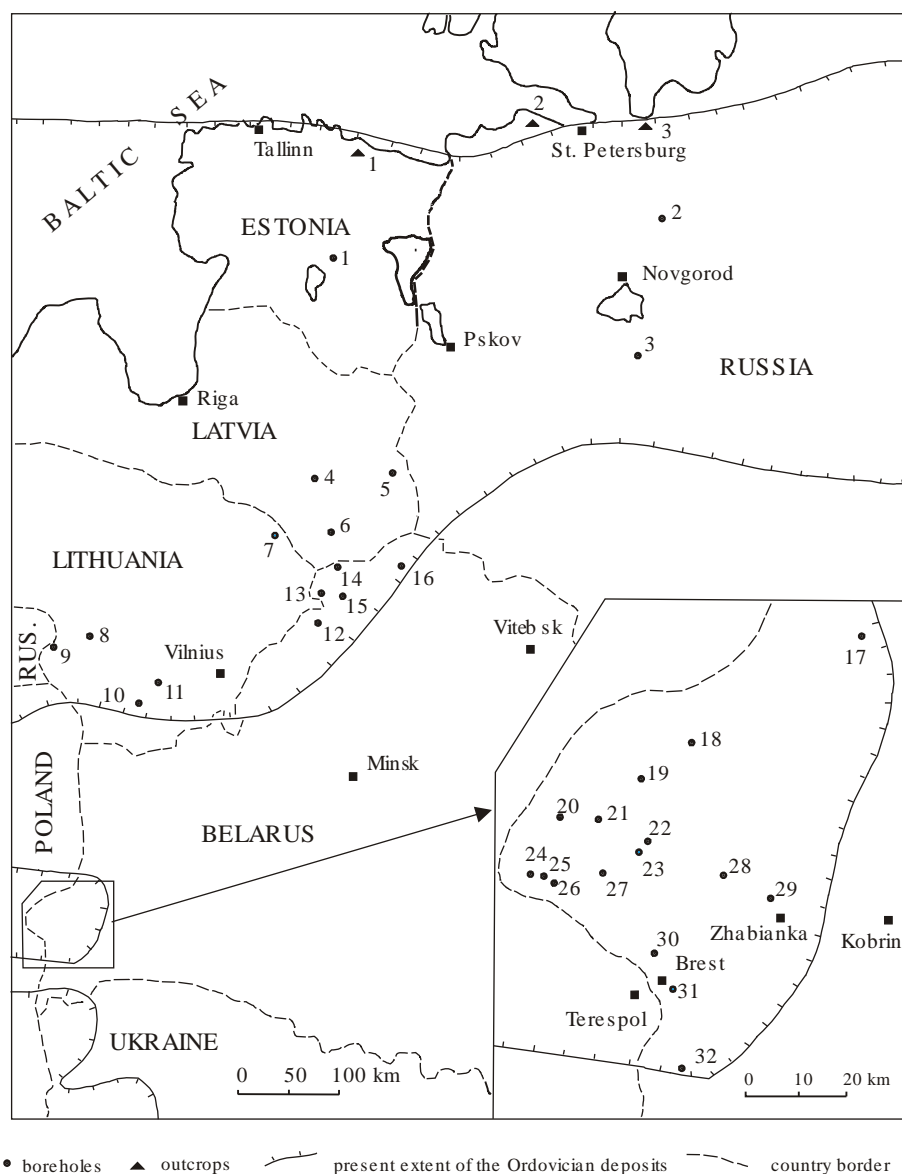 BALTIC SEA
2
3
Tallinn
St. Petersburg
1
ESTONIA
2
1
Novgorod
Pskov
3
RUSSIA
Riga
LATVIA
4
5
6
7
LITHUANIA
14
16
13
15
12
Vitebsk
RUS.
8
9
Vilnius
11
10
17
POLAND
Minsk
BELARUS
18
19
20
21
22
23
24
25
26
27
28
29
Zhabianka
Kobrin
30
Brest
31
Terespol
32
0 10 20 km
UKRAINE
0 50 100 km
boreholes outcrops present extent of the Ordovician deposits country border